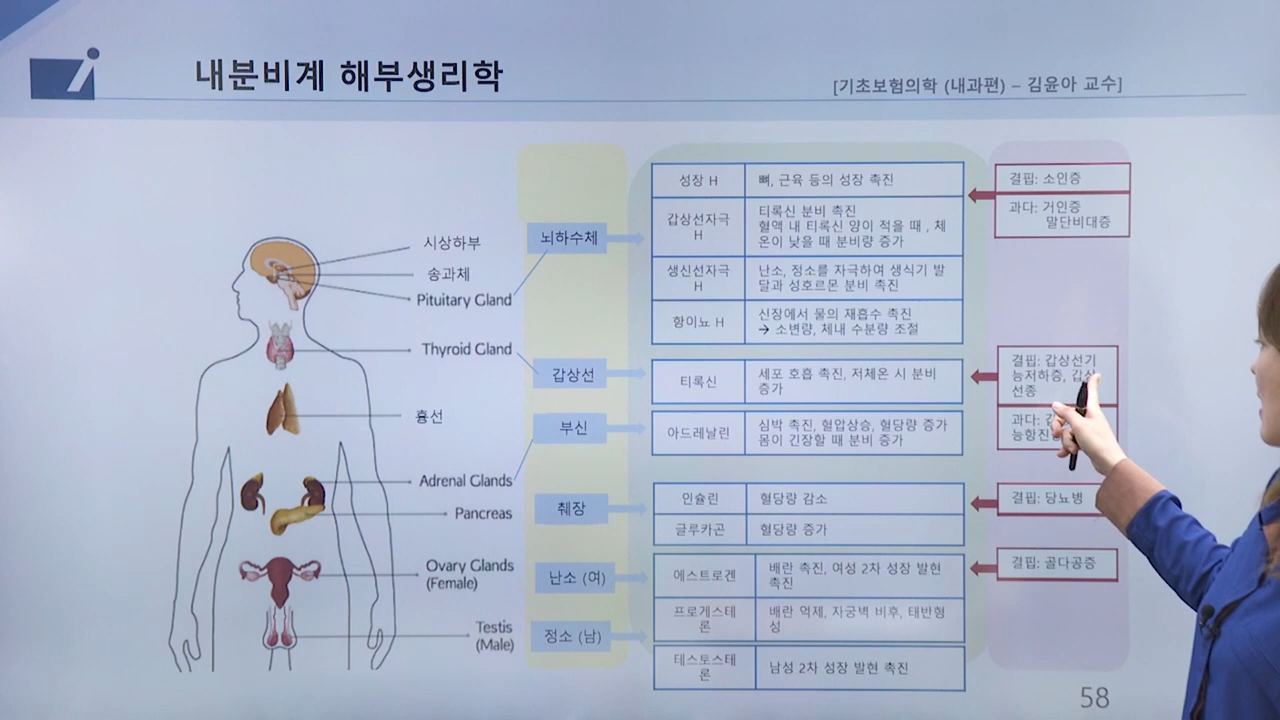 내분비계 해부생리학
[기초보험의학 (내과편) – 김윤아 교수]
시상하부
송과체
Pituitary Gland
Thyroid Gland
흉선
Adrenal Glands
Pancreas
Ovary Glands
(Female)
Testis
(Male)
뇌하수체
갑상선
부신
췌장
난소 (여)
정소 (남)
성장 H
뼈, 근육 등의 성장 촉진
갑상선자극
H
티록신 분비 촉진
혈액 내 티록신 양이 적을 때 , 체
온이 낮을 때 분비량 증가
생신선자극
H
난소, 정소를 자극하여 생식기 발
달과 성호르몬 분비 촉진
항이뇨 H
신장에서 물의 재흡수 촉진
→ 소변량, 체내 수분량 조절
티록신
세포 호흡 촉진, 저체온 시 분비
증가
아드레날린
심박 촉진, 혈압상승, 혈당량 증가
몸이 긴장할 때 분비 증가
인슐린
혈당량 감소
글루카곤
혈당량 증가
에스트로겐
배란 촉진, 여성 2차 성장 발현
촉진
프로게스테
론
배란 억제, 자궁벽 비후, 태반형
성
테스토스테
론
남성 2차 성장 발현 촉진
결핍: 소인증
과다: 거인증
말단비대증
결핍: 갑상선기
능저하증, 갑상
선종
과다:
능항진
결핍: 당뇨병
결핍: 골다공증
58